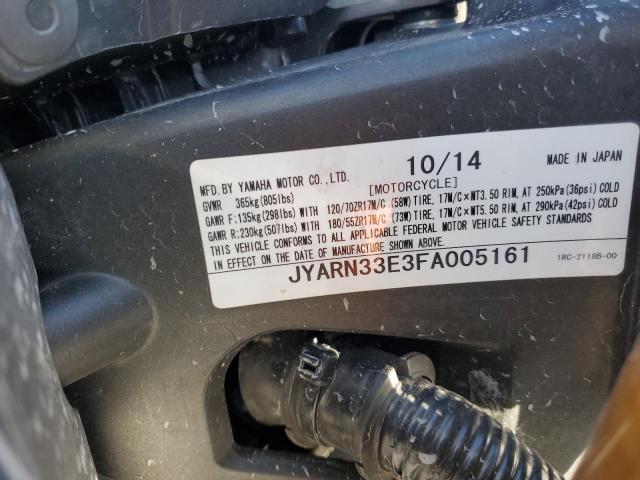 10/14
MADE IN JAPAN
MFD. BY YAMAHA MOTOR CO., LTD.
[MOTORCYCLE]
GVWR 365kg(805lbs)
GAWR F:135kg(298lbs) WITH 120/70ZR17M/C (58W) TIRE, 17M/C×MT3.50 RIM, AT 250kPa(36psi) COLD
GAWR R:230kg(507lbs) WITH 180/55ZR17M/C (73W) TIRE, 17M/C×MT5.50 RIM, AT 290kPa(42psi) COLD
THIS VEHICLE CONFORMS TO ALL APPLICABLE FEDERAL MOTOR VEHICLE SAFETY STANDARDS
IN EFFECT ON THE DATE OF MANUFACTURE SHOWN ABOVE.
JYARN33E3FA005161
1RC-2118B-00